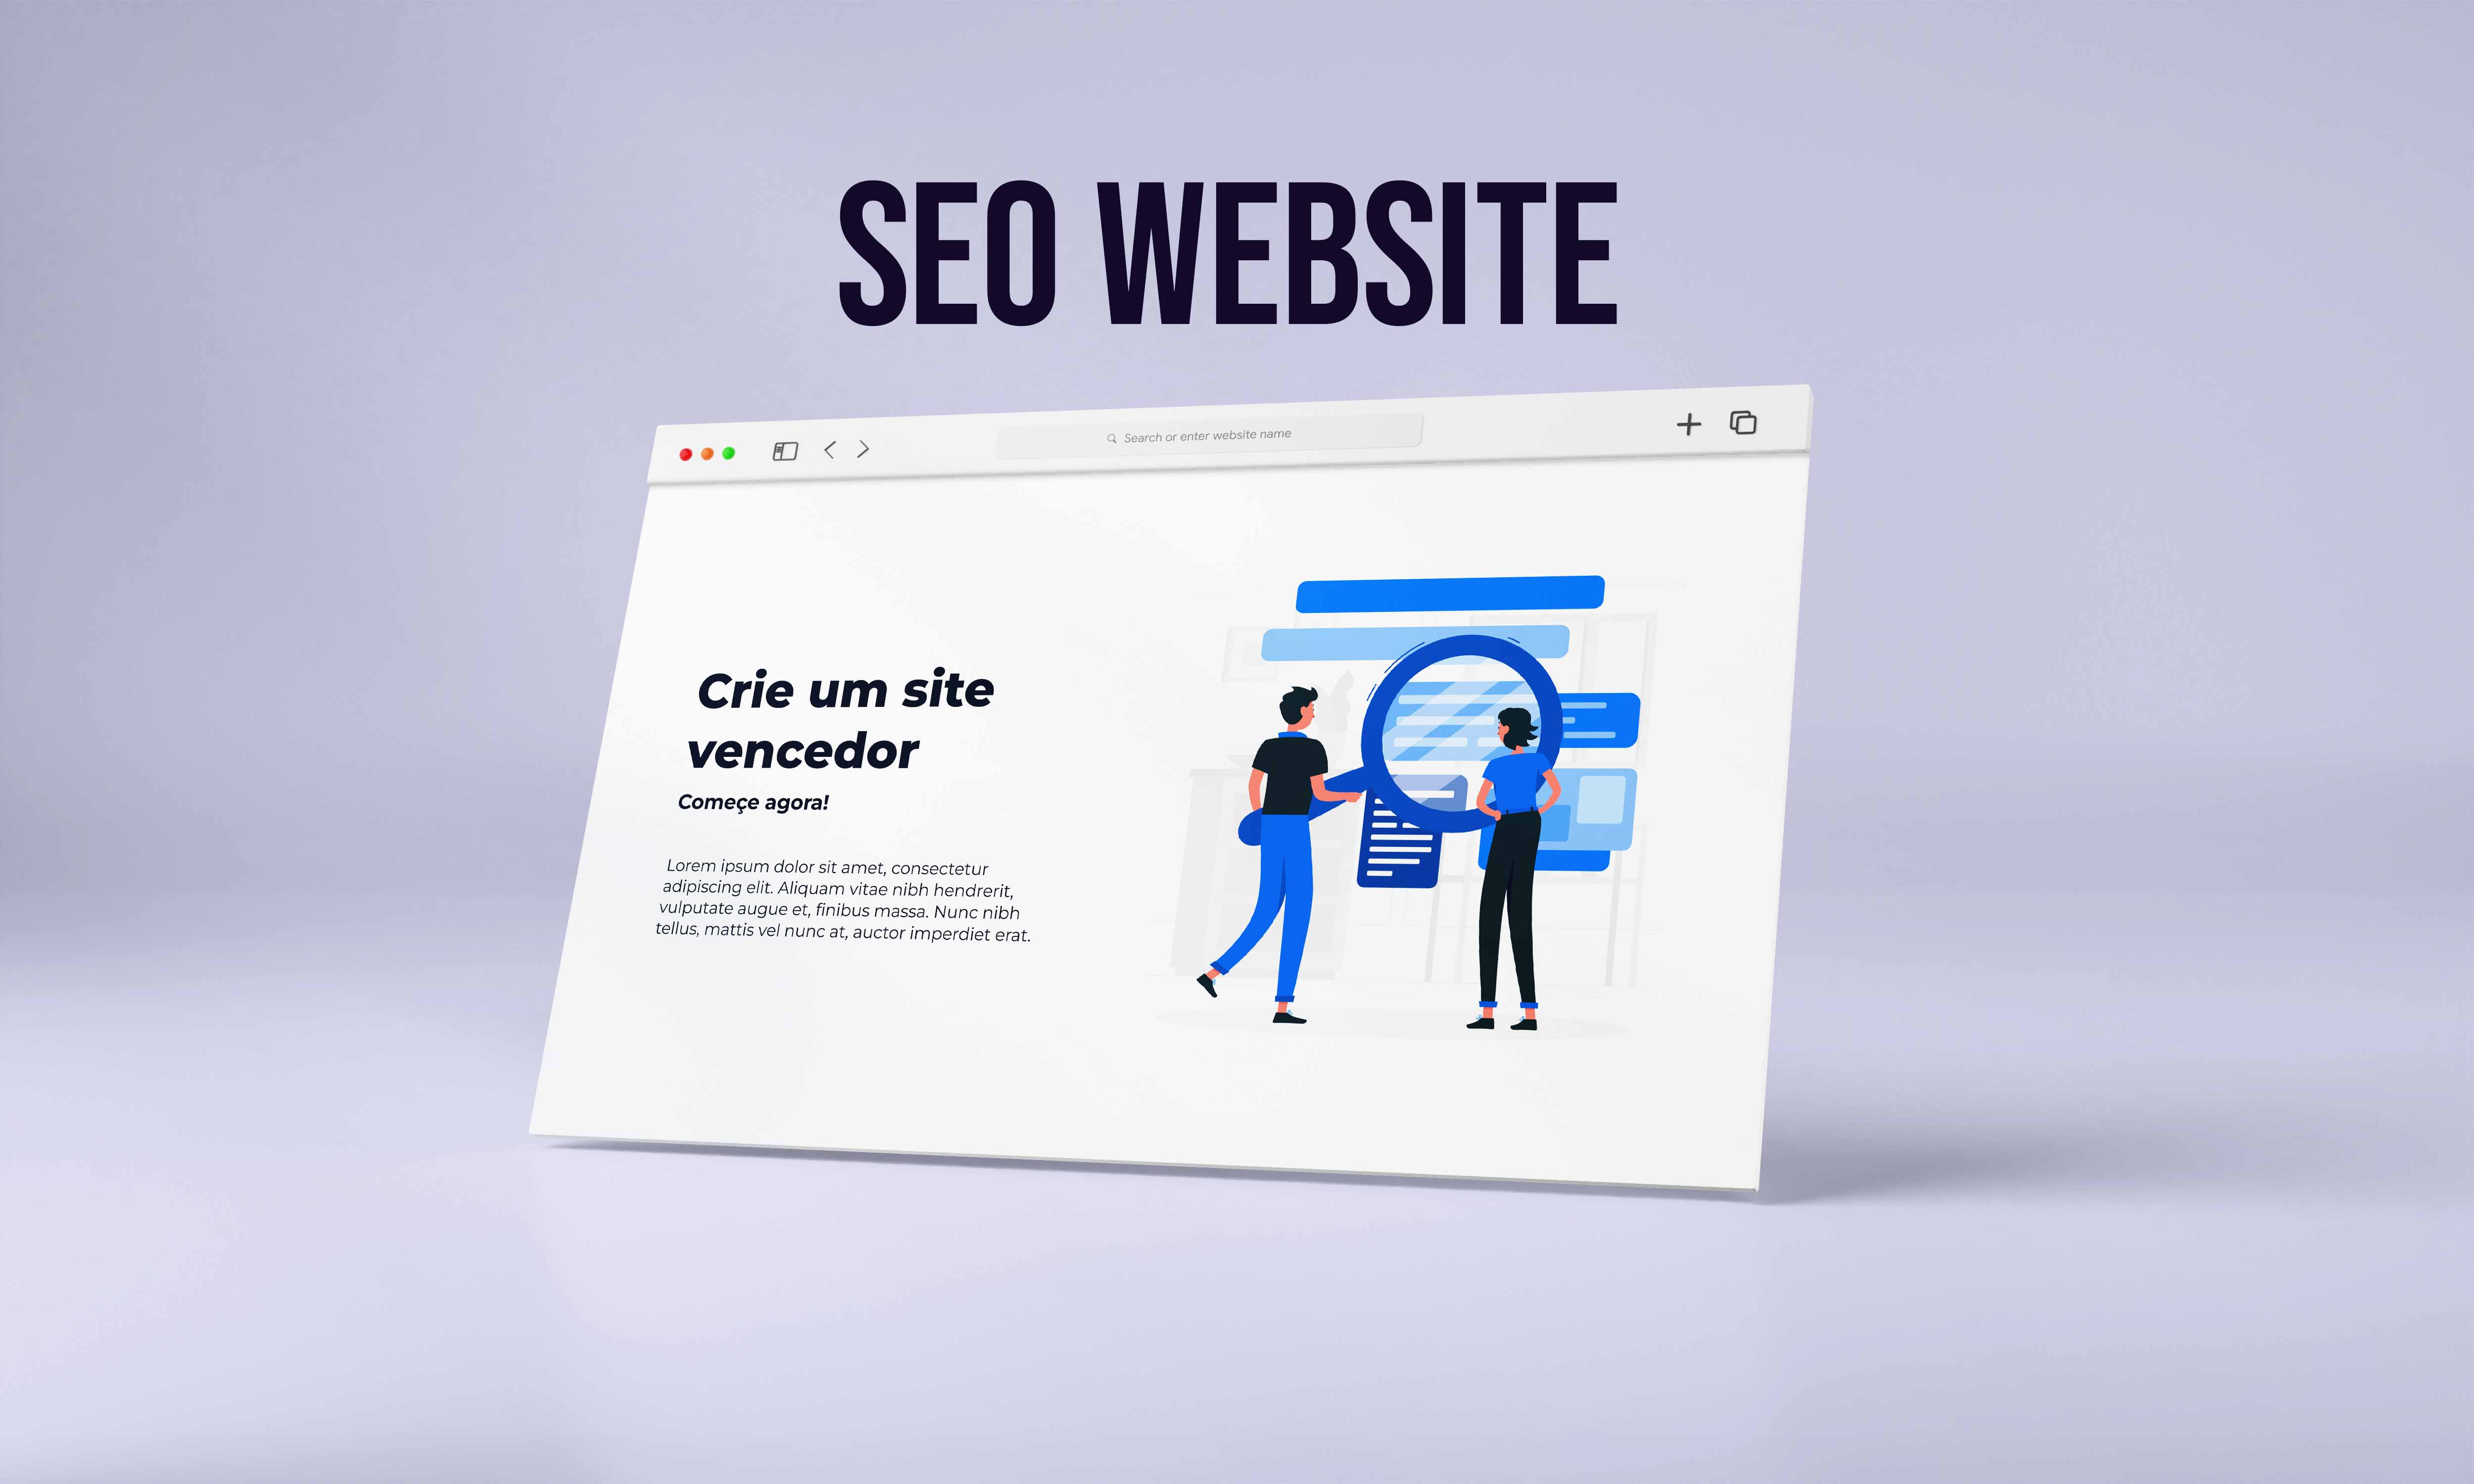 SEO WEBSITE
Search or enter website name
Crie um site
vencedor
Começe agora!
Lorem ipsum dolor sit amet, consectetur
adipiscing elit. Aliquam vitae nibh hendrerit,
vulputate augue et, finibus massa. Nunc nibh
tellus, mattis vel nunc at, auctor imperdiet erat.